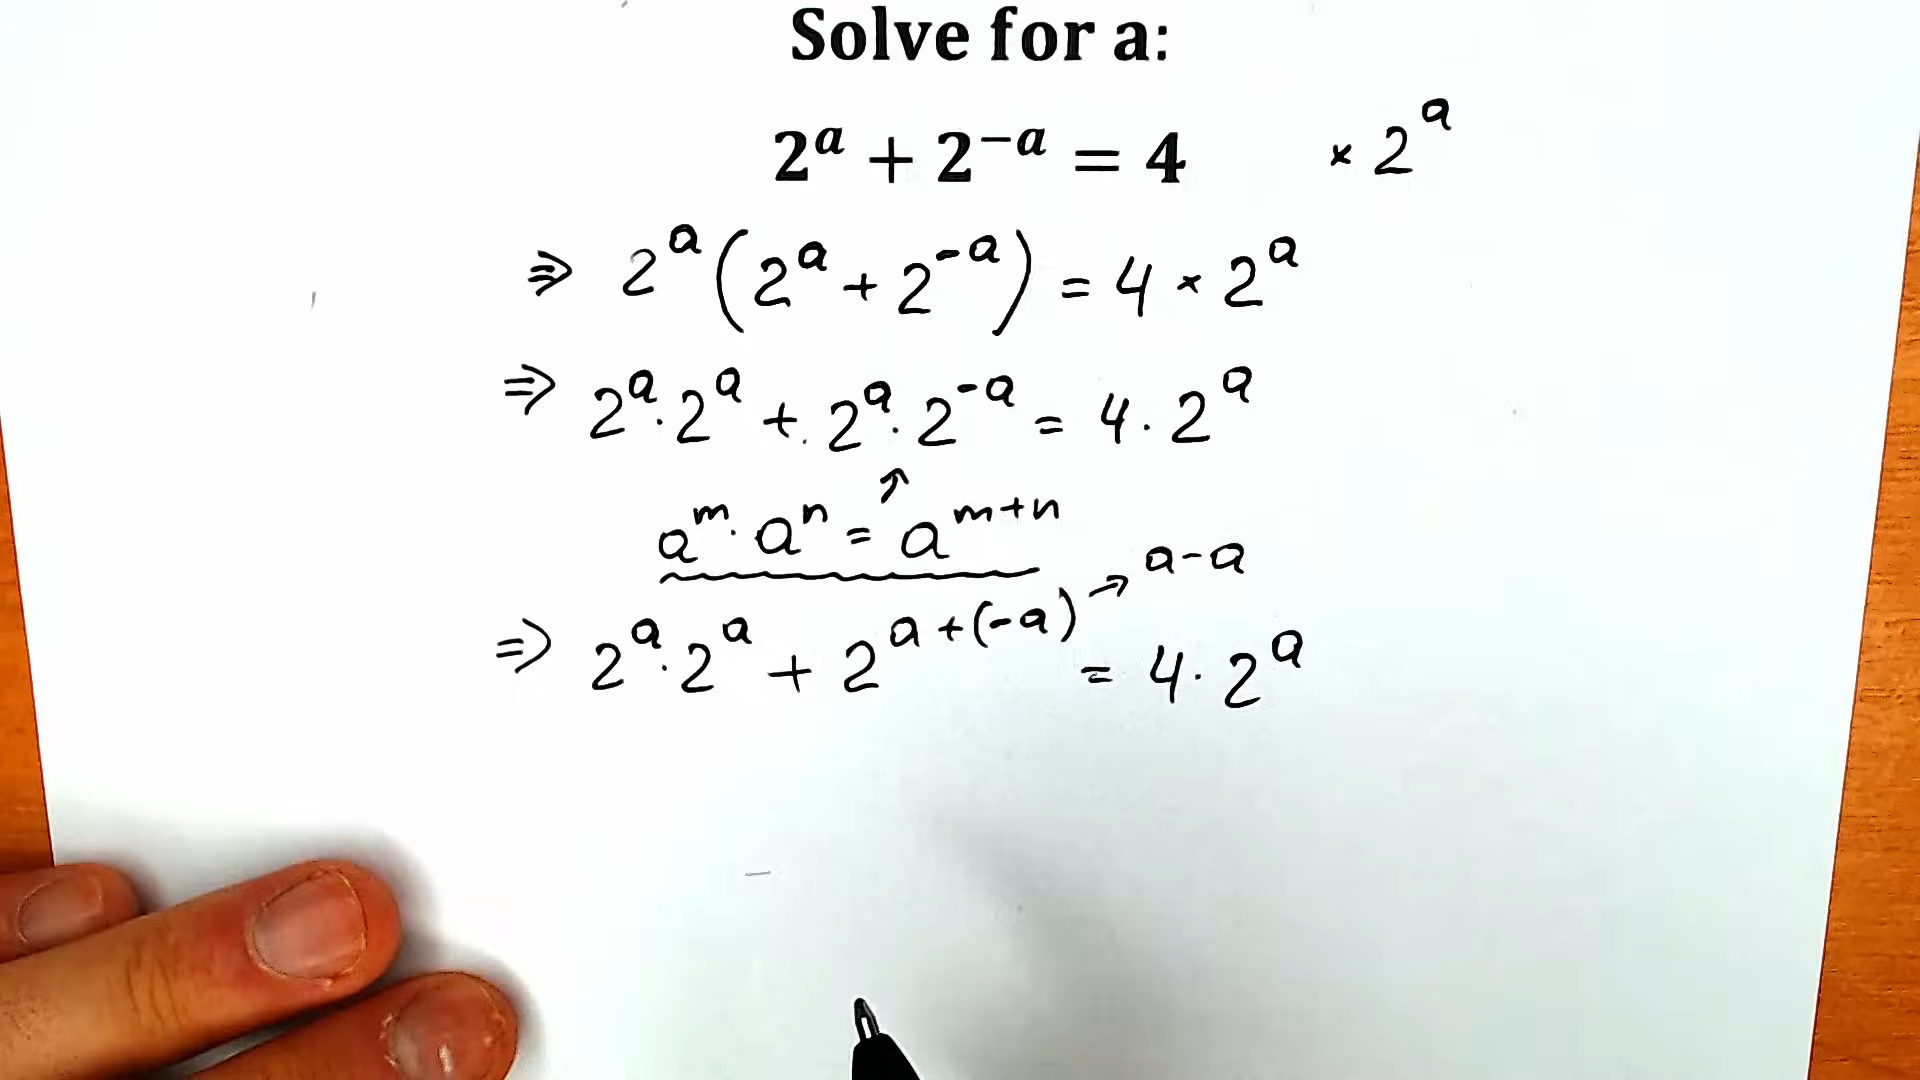 Solve for a:
2^a + 2^{-a} = 4 × 2^a
⇒ 2^a (2^a + 2^{-a}) = 4 × 2^a
⇒ 2^a · 2^a + 2^a · 2^{-a} = 4 · 2^a
↑
a^m · a^n = a^{m+n}
→ a-a
⇒ 2^a · 2^a + 2^{a+(-a)} = 4 · 2^a